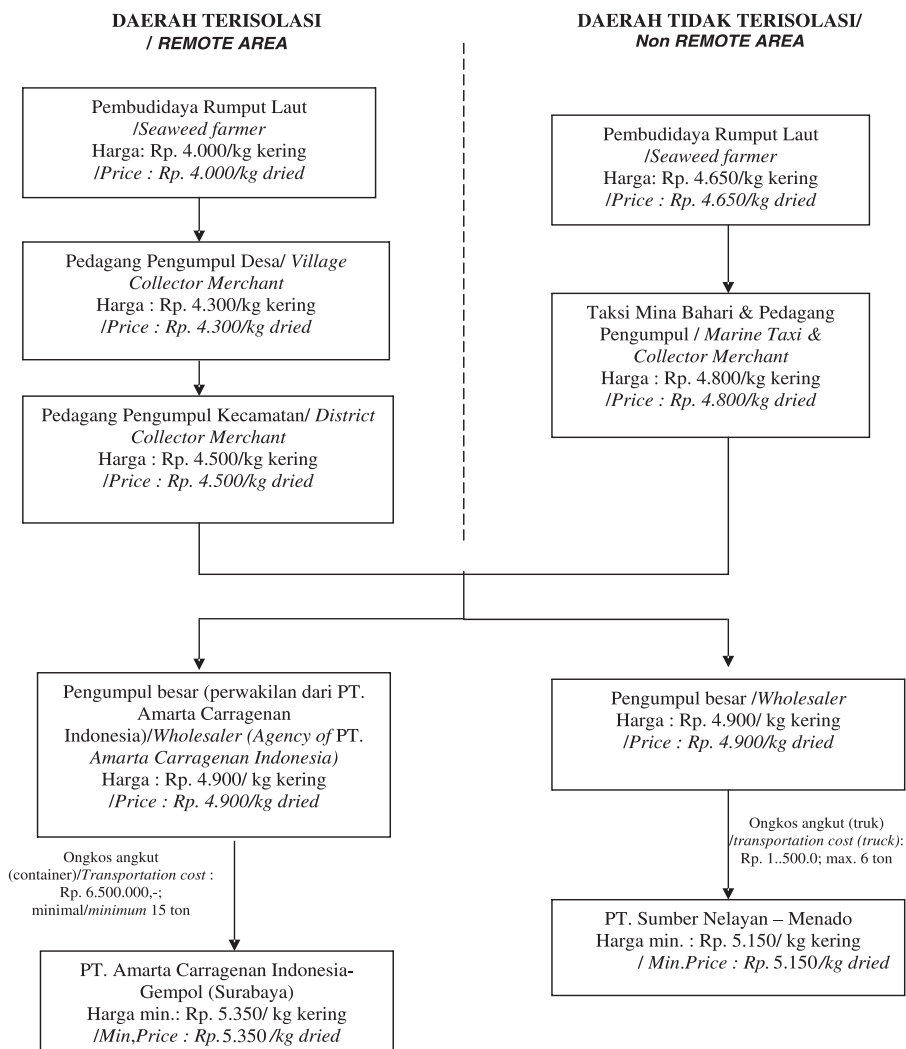 DAERAH TERISOLASI
/ REMOTE AREA
DAERAH TIDAK TERISOLASI/
Non REMOTE AREA
Pembudidaya Rumput Laut
/Seaweed farmer
Harga: Rp. 4.000/kg kering
/Price : Rp. 4.000/kg dried
Pedagang Pengumpul Desa/ Village
Collector Merchant
Harga : Rp. 4.300/kg kering
/Price : Rp. 4.300/kg dried
Pedagang Pengumpul Kecamatan/ District
Collector Merchant
Harga : Rp. 4.500/kg kering
/Price : Rp. 4.500/kg dried
Pembudidaya Rumput Laut
/Seaweed farmer
Harga: Rp. 4.650/kg kering
/Price : Rp. 4.650/kg dried
Taksi Mina Bahari & Pedagang
Pengumpul / Marine Taxi &
Collector Merchant
Harga : Rp. 4.800/kg kering
/Price : Rp. 4.800/kg dried
Pengumpul besar (perwakilan dari PT.
Amarta Carragenan
Indonesia)/Wholesaler (Agency of PT.
Amarta Carragenan Indonesia)
Harga : Rp. 4.900/ kg kering
/Price : Rp. 4.900/kg dried
Ongkos angkut
(container)/Transportation cost :
Rp. 6.500.000,-;
minimal/minimum 15 ton
PT. Amarta Carragenan Indonesia-
Gempol (Surabaya)
Harga min.: Rp. 5.350/ kg kering
/Min,Price : Rp.5.350 /kg dried
Pengumpul besar /Wholesaler
Harga : Rp. 4.900/ kg kering
/Price : Rp. 4.900/kg dried
Ongkos angkut (truk)
/transportation cost (truck):
Rp. 1..500.0; max. 6 ton
PT. Sumber Nelayan – Menado
Harga min. : Rp. 5.150/ kg kering
/ Min.Price : Rp. 5.150/kg dried